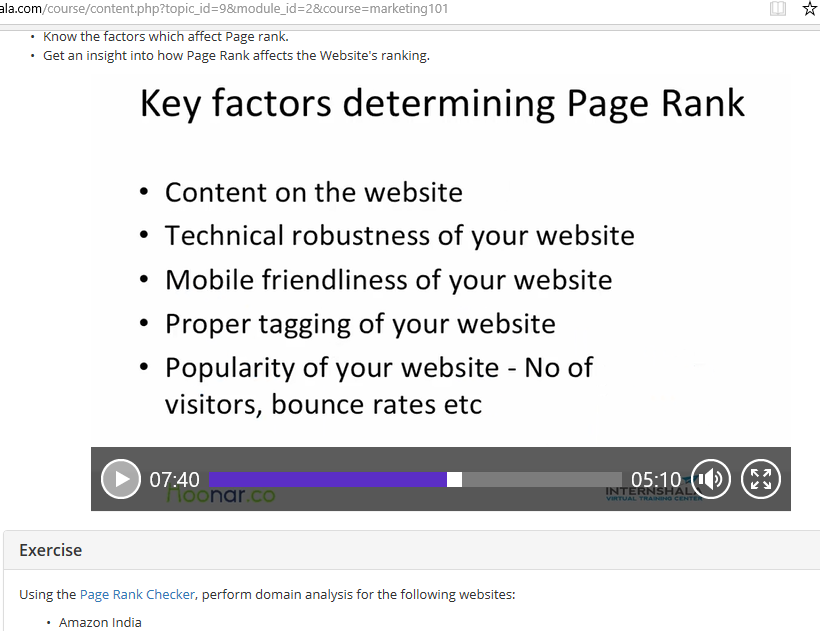 ala.com/course/content.php?topic_id=9&module_id=2&course=marketing101
• Know the factors which affect Page rank.
• Get an insight into how Page Rank affects the Website's ranking.
Key factors determining Page Rank
• Content on the website
• Technical robustness of your website
• Mobile friendliness of your website
• Proper tagging of your website
• Popularity of your website - No of
visitors, bounce rates etc
07:40 05:10
noonar.co
VIRTUAL TRAINING CENTER
Exercise
Using the Page Rank Checker, perform domain analysis for the following websites:
• Amazon India